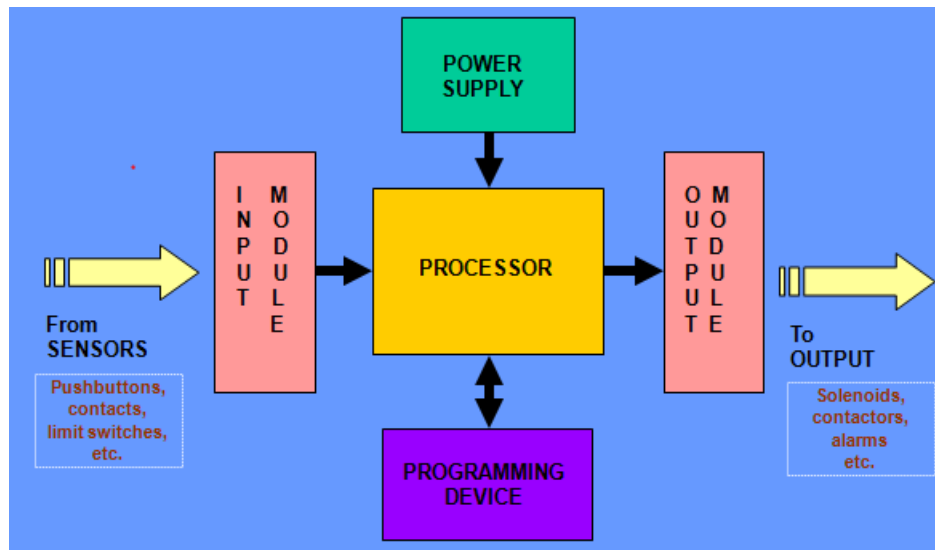 POWER
SUPPLY
INPUT MODULE
PROCESSOR
OUTPUT MODULE
From
SENSORS
Pushbuttons,
contacts,
limit switches,
etc.
To
OUTPUT
Solenoids,
contactors,
alarms
etc.
PROGRAMMING
DEVICE